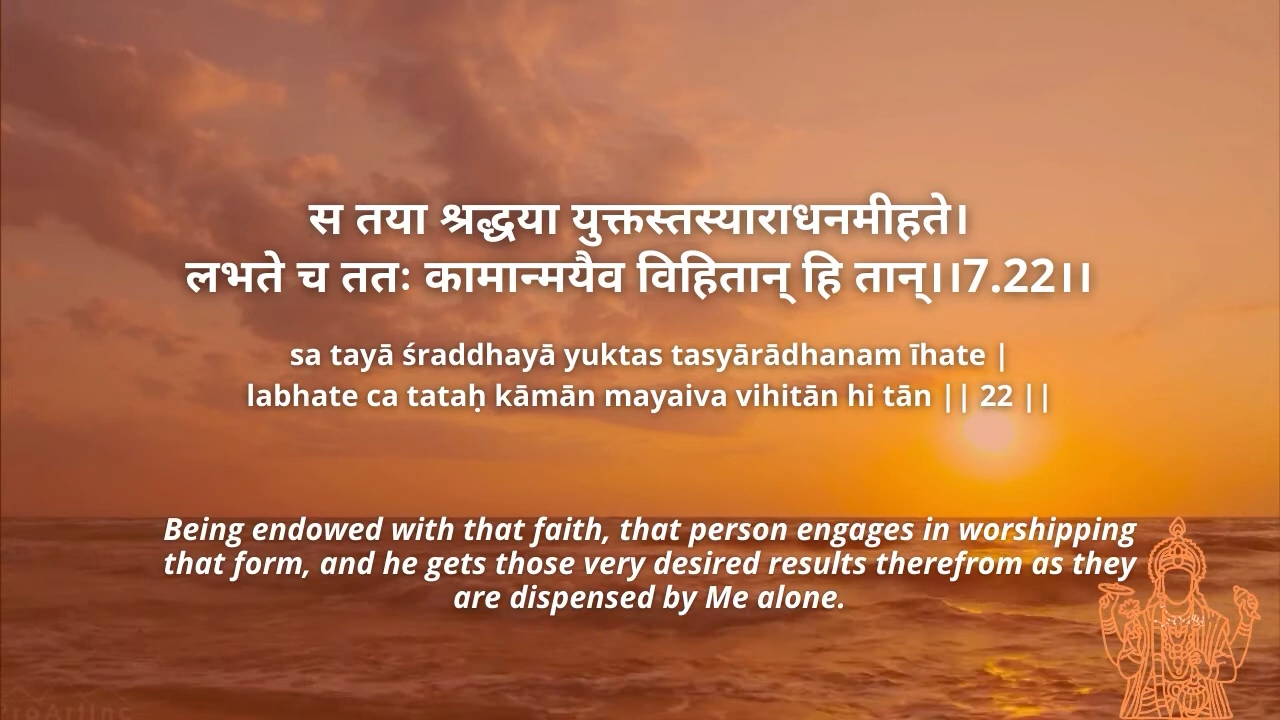 स तया श्रद्धया युक्तस्तस्याराधनमीहते।
लभते च ततः कामान्मयैव विहितान् हि तान्।।7.22।।
sa tayā śraddhayā yuktas tasyārādhanam īhate |
labhate ca tataḥ kāmān mayaiva vihitān hi tān || 22 ||
Being endowed with that faith, that person engages in worshipping
that form, and he gets those very desired results therefrom as they
are dispensed by Me alone.